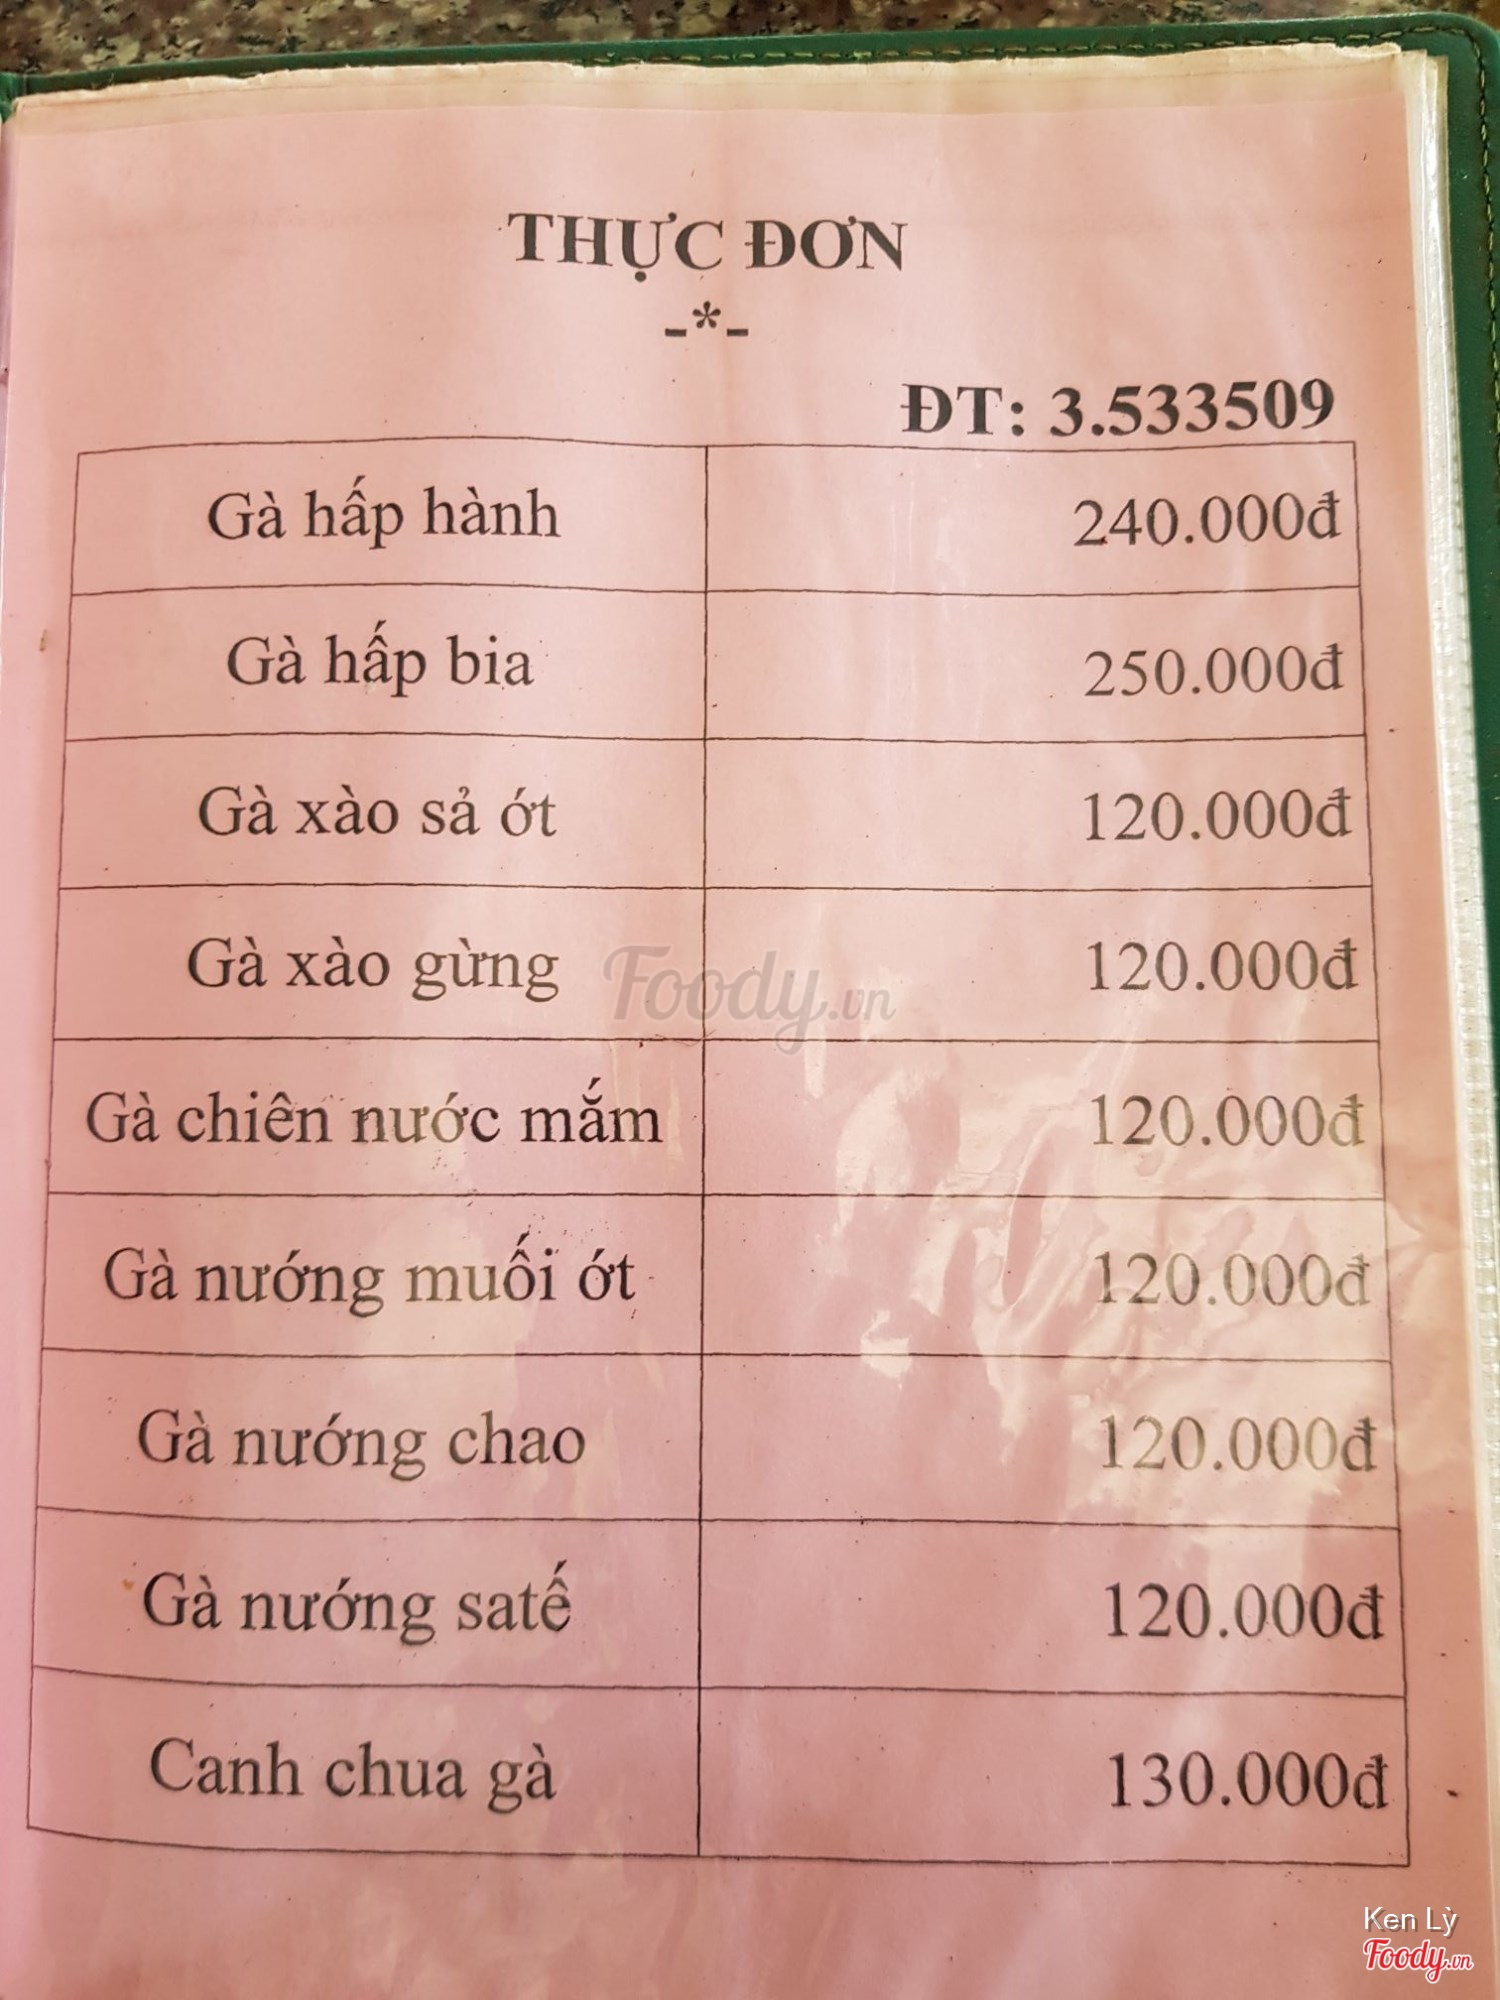 THỰC ĐƠN
-*-
ĐT: 3.533509
Gà hấp hành 240.000đ
Gà hấp bia 250.000đ
Gà xào sả ớt 120.000đ
Gà xào gừng 120.000đ
Foody.vn
Gà chiên nước mắm 120.000đ
Gà nướng muối ớt 120.000đ
Gà nướng chao 120.000đ
Gà nướng satế 120.000đ
Canh chua gà 130.000đ
Ken Lỳ
Foody.vn